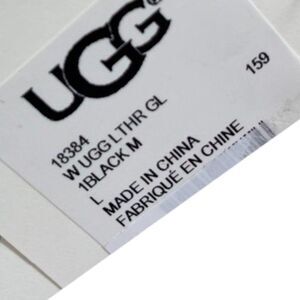 UGG
159
18384
W UGG LTHR GL
1BLACK M
L
MADE IN CHINA
FABRIQUÉ EN CHINE